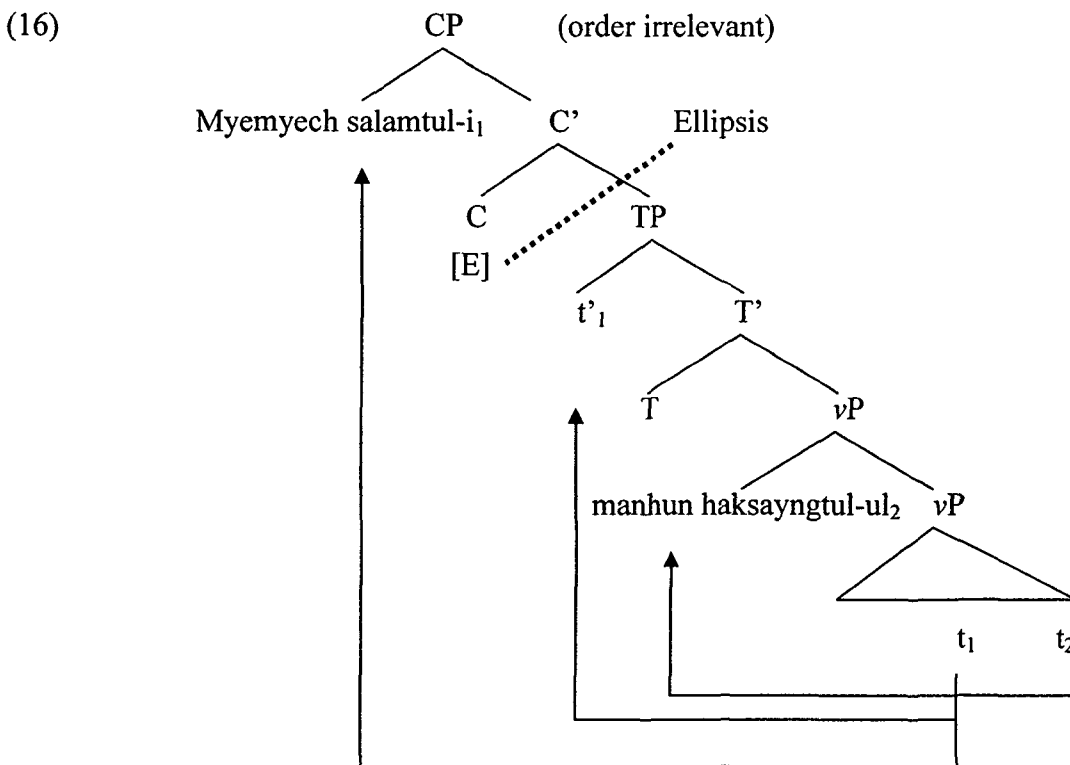 (16) CP (order irrelevant)
Myemyech salamtul-i₁ C’ Ellipsis
C TP
[E]
t’₁ T’
T vP
manhun haksayngtul-ul₂ vP
t₁ t₂